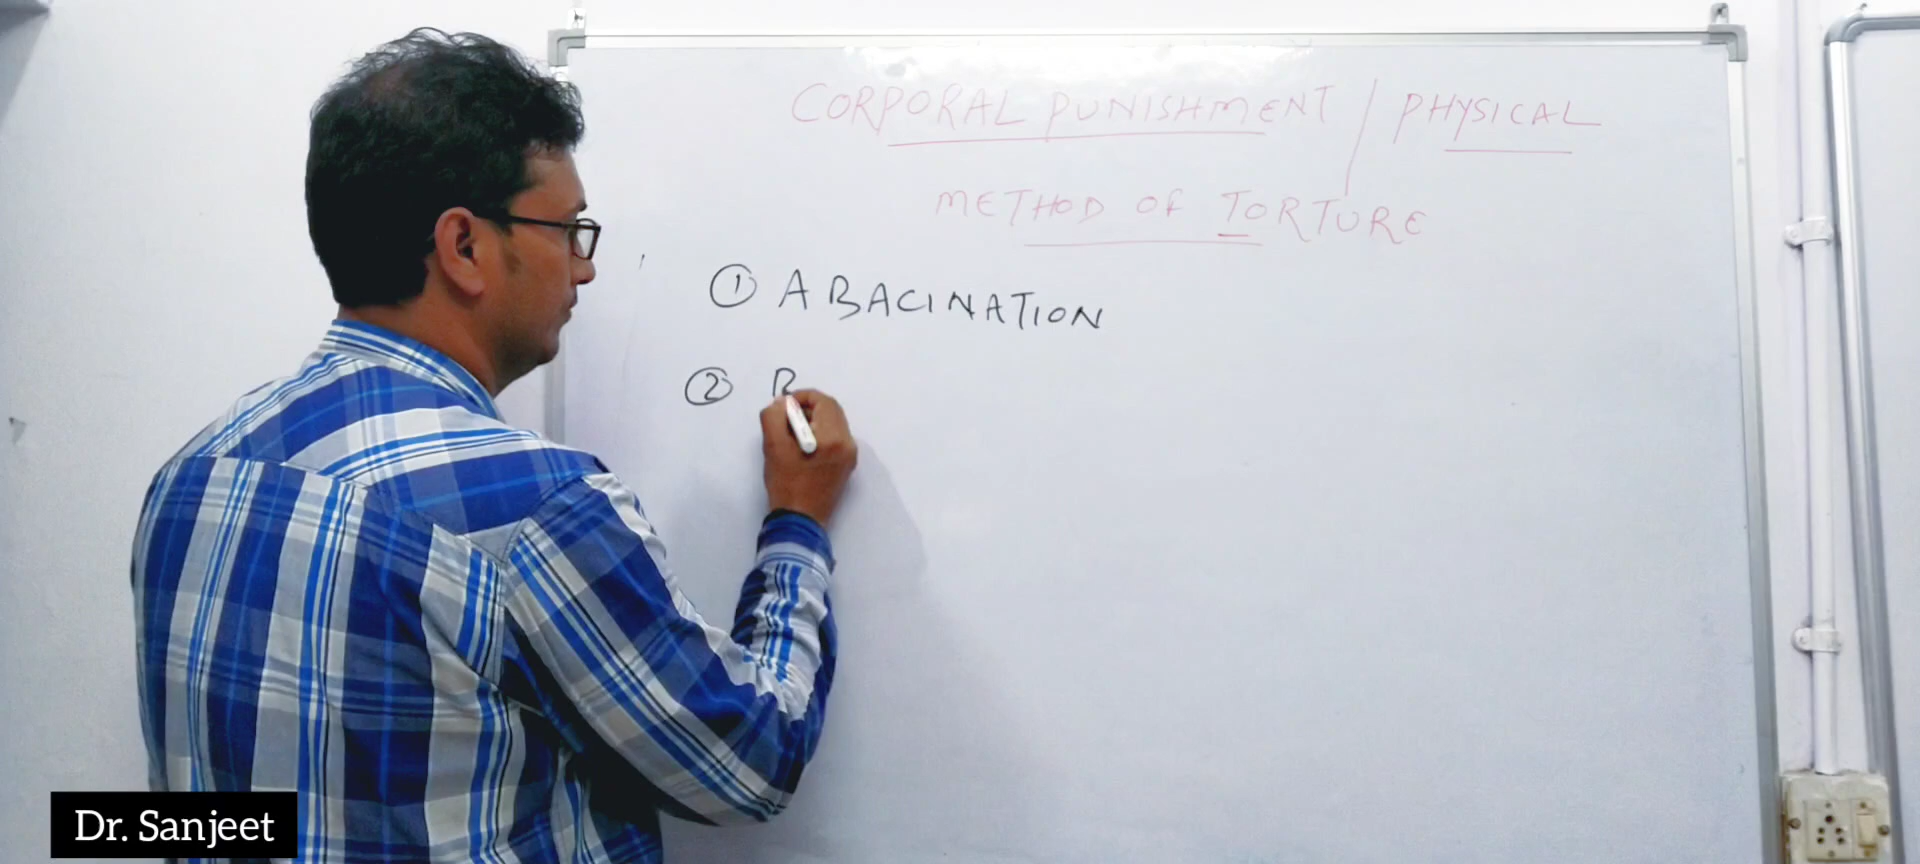 CORPORAL PUNISHMENT / PHYSICAL
METHOD OF TORTURE
① ABACINATION
② B
Dr. Sanjeet